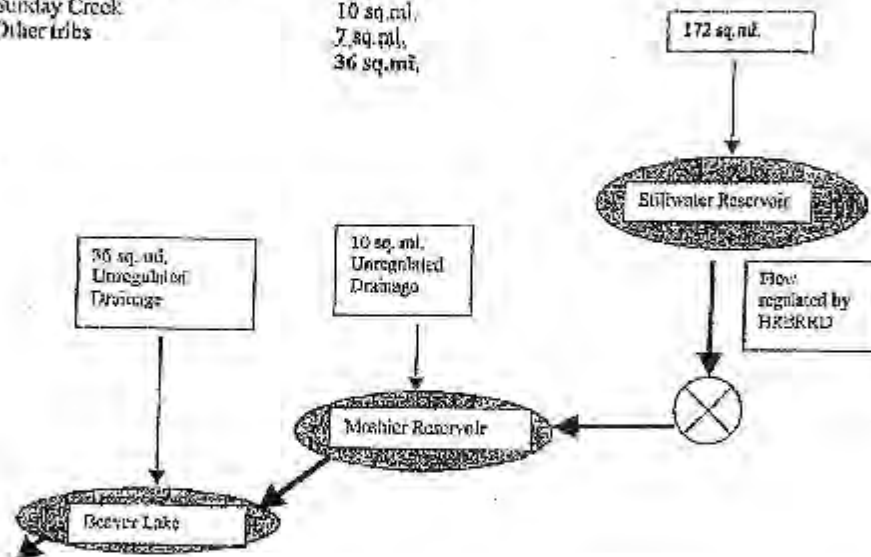 Sunday Creek
Other tribs
10 sq.mi.
7 sq.mi.
36 sq.mi.
172 sq.mi.
Stillwater Reservoir
36 sq. mi.
Unregulated
Drainage
10 sq. mi.
Unregulated
Drainage
Flow
regulated by
HRBRRD
Moshier Reservoir
Beaver Lake